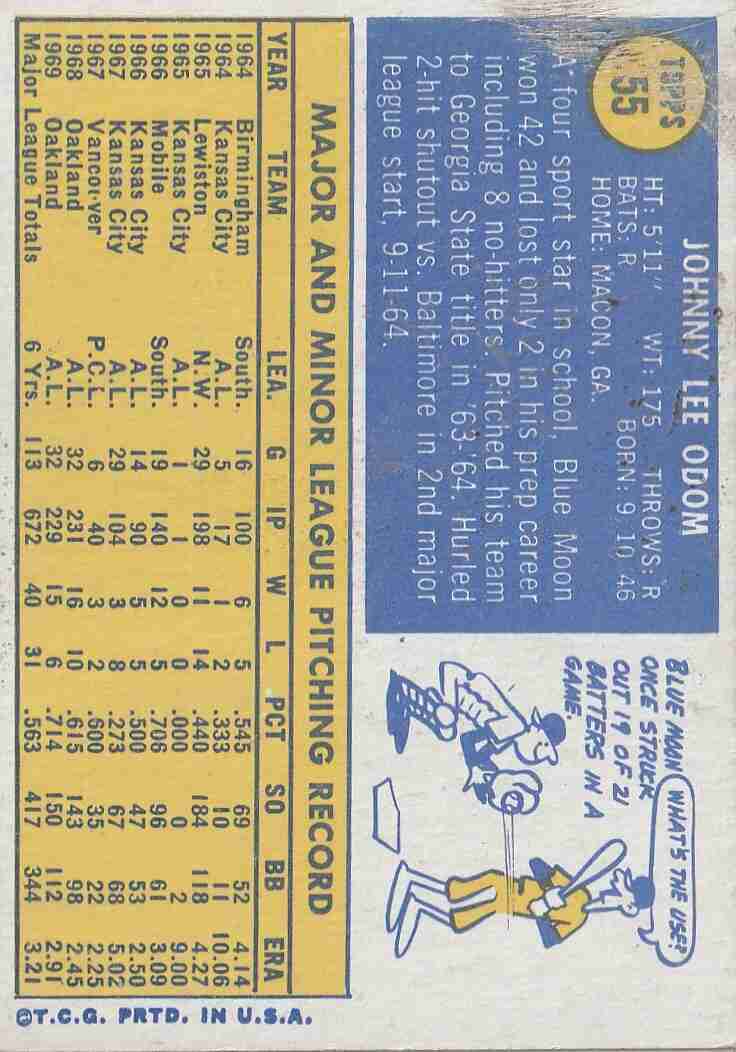 TOPPS
55
JOHNNY LEE ODOM
HT: 5'11" WT: 175 THROWS: R
BATS: R BORN: 9-10-46
HOME: MACON, GA.
A four sport star in school, Blue Moon
won 42 and lost only 2 in his prep career
including 8 no-hitters. Pitched his team
to Georgia State title in '63-'64. Hurled
2-hit shutout vs. Baltimore in 2nd major
league start, 9-11-64.
BLUE MOON
ONCE STRUCK
OUT 19 OF 21
BATTERS IN A
GAME.
WHAT'S THE USE?
MAJOR AND MINOR LEAGUE PITCHING RECORD
YEAR TEAM LEA. G IP W L PCT SO BB ERA
1964 Birmingham South. 16 100 6 5 .545 69 52 4.14
1964 Kansas City A.L. 5 17 1 2 .333 10 11 10.06
1965 Lewiston N.W. 29 198 11 14 .440 184 118 4.27
1965 Kansas City A.L. 1 1 0 0 .000 0 2 9.00
1966 Mobile South. 19 140 12 5 .706 96 61 3.09
1966 Kansas City A.L. 14 90 5 5 .500 47 53 2.50
1967 Kansas City A.L. 29 104 3 8 .273 67 68 5.02
1967 Vancouver P.C.L. 6 40 3 2 .600 35 22 2.25
1968 Oakland A.L. 32 231 16 10 .615 143 98 2.45
1969 Oakland A.L. 32 229 15 6 .714 150 112 2.91
Major League Totals 6 Yrs. 113 672 40 31 .563 417 344 3.21
©T.C.G. PRTD. IN U.S.A.